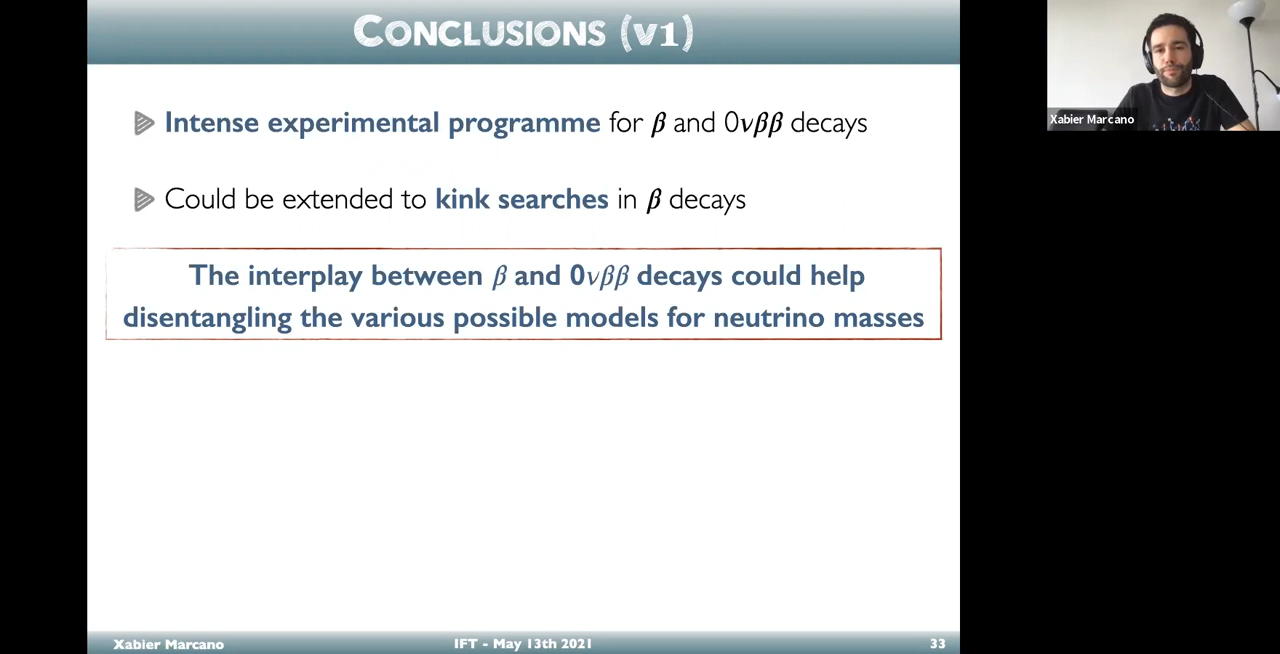 CONCLUSIONS (V1)
Intense experimental programme for β and 0νββ decays
Could be extended to kink searches in β decays
The interplay between β and 0νββ decays could help
disentangling the various possible models for neutrino masses
Xabier Marcano
IFT - May 13th 2021
33
Xabier Marcano